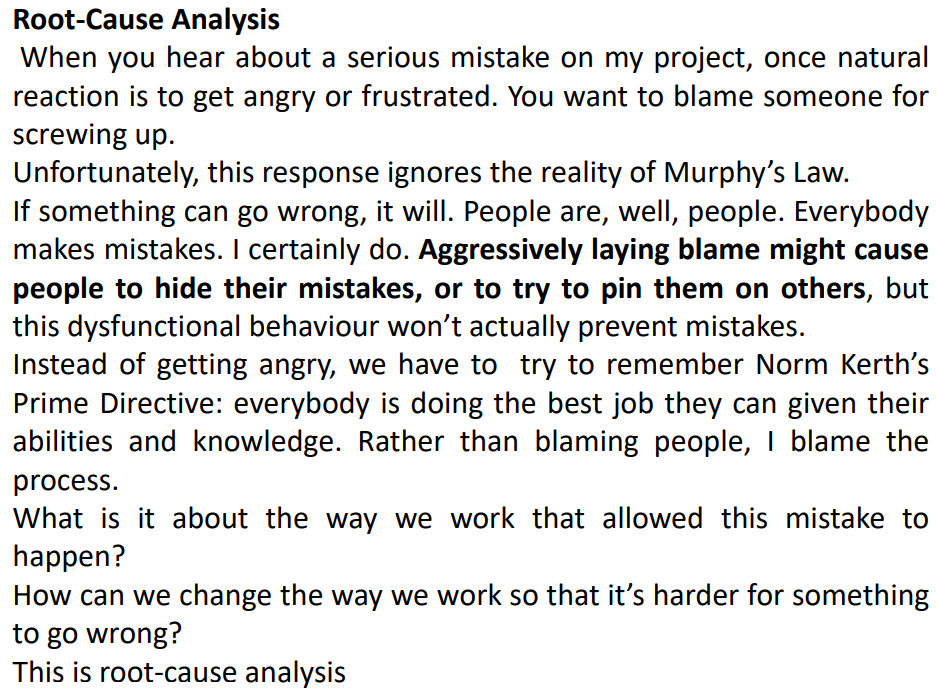 Root-Cause Analysis
When you hear about a serious mistake on my project, once natural
reaction is to get angry or frustrated. You want to blame someone for
screwing up.
Unfortunately, this response ignores the reality of Murphy’s Law.
If something can go wrong, it will. People are, well, people. Everybody
makes mistakes. I certainly do. Aggressively laying blame might cause
people to hide their mistakes, or to try to pin them on others, but
this dysfunctional behaviour won’t actually prevent mistakes.
Instead of getting angry, we have to try to remember Norm Kerth’s
Prime Directive: everybody is doing the best job they can given their
abilities and knowledge. Rather than blaming people, I blame the
process.
What is it about the way we work that allowed this mistake to
happen?
How can we change the way we work so that it’s harder for something
to go wrong?
This is root-cause analysis